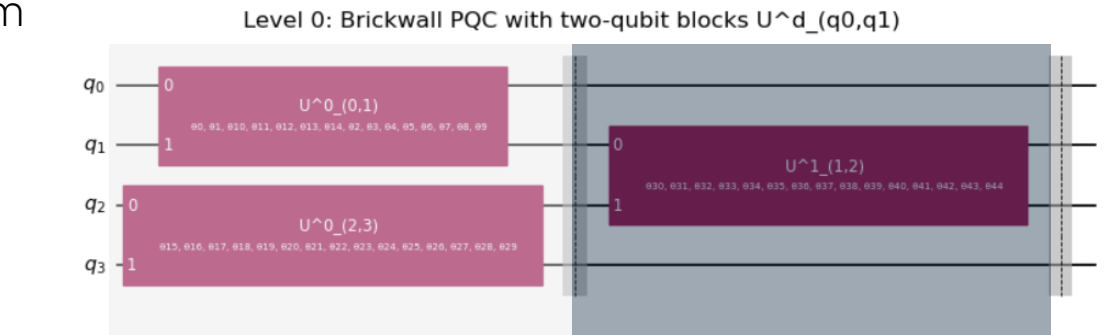 m
Level 0: Brickwall PQC with two-qubit blocks U^d_(q0,q1)
q0
0
U^0_(0,1)
θ0, θ1, θ10, θ11, θ12, θ13, θ14, θ2, θ3, θ4, θ5, θ6, θ7, θ8, θ9
q1
1
0
U^1_(1,2)
θ30, θ31, θ32, θ33, θ34, θ35, θ36, θ37, θ38, θ39, θ40, θ41, θ42, θ43, θ44
q2
0
1
U^0_(2,3)
θ15, θ16, θ17, θ18, θ19, θ20, θ21, θ22, θ23, θ24, θ25, θ26, θ27, θ28, θ29
q3
1